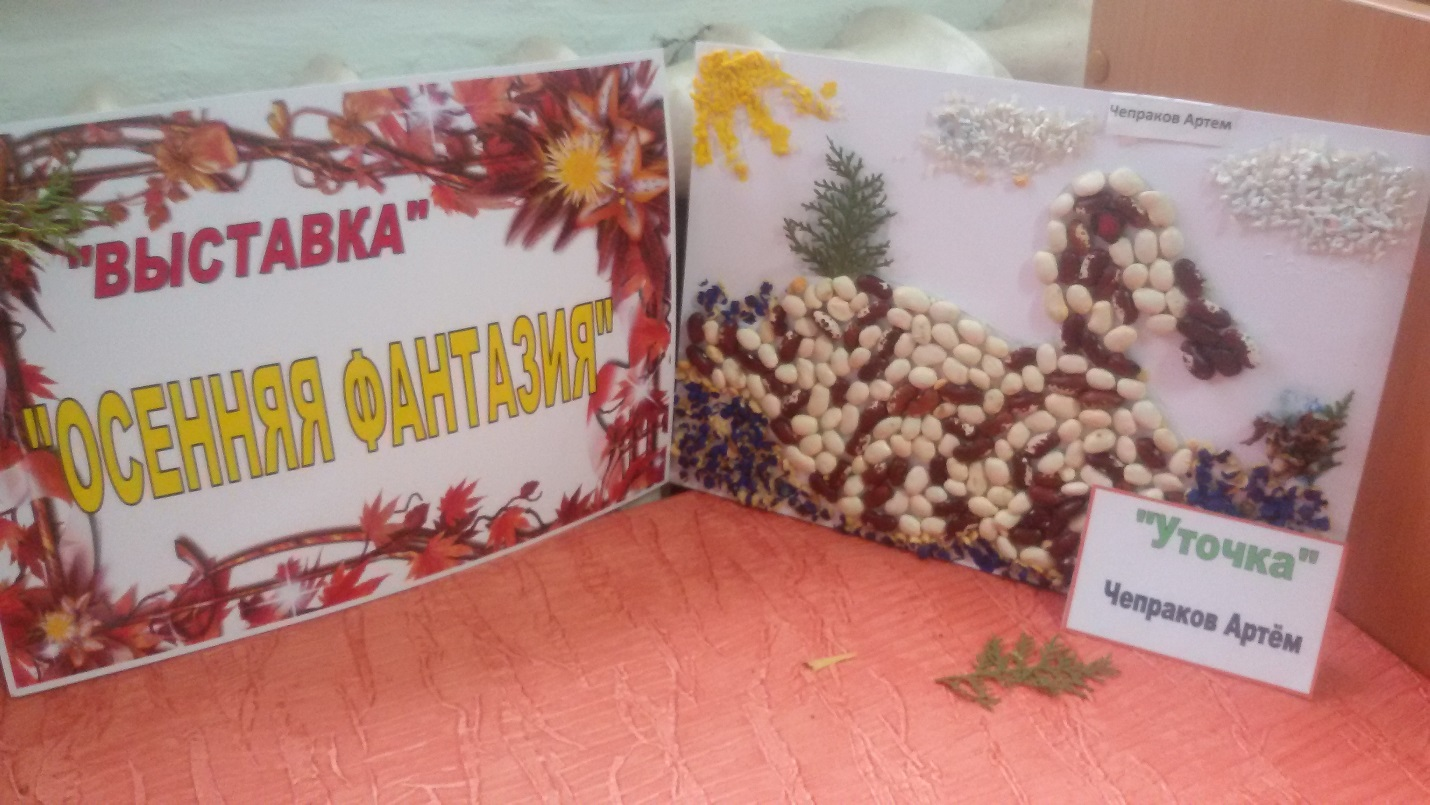 "ВЫСТАВКА"
"ОСЕННЯЯ ФАНТАЗИЯ"
Чепраков Артем
"Уточка"
Чепраков Артём